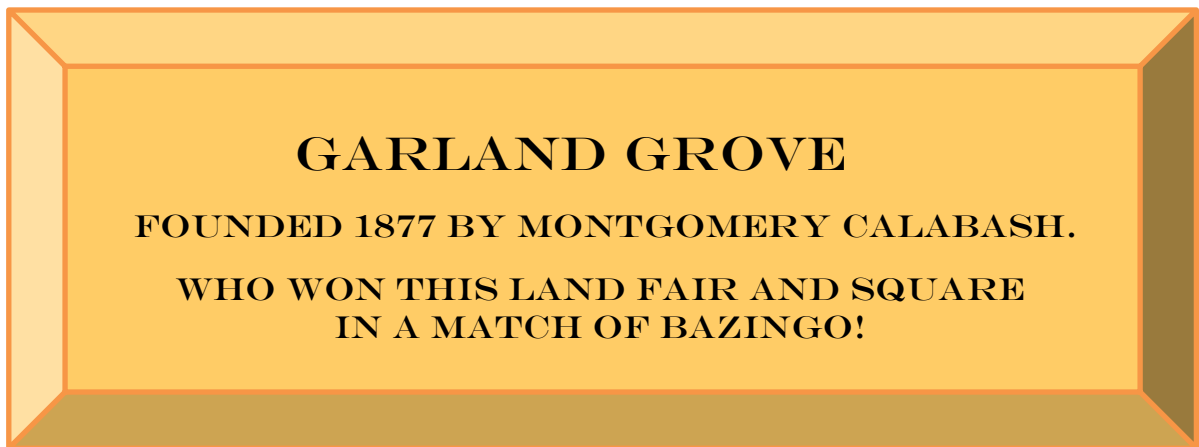 GARLAND GROVE
FOUNDED 1877 BY MONTGOMERY CALABASH.
WHO WON THIS LAND FAIR AND SQUARE
IN A MATCH OF BAZINGO!